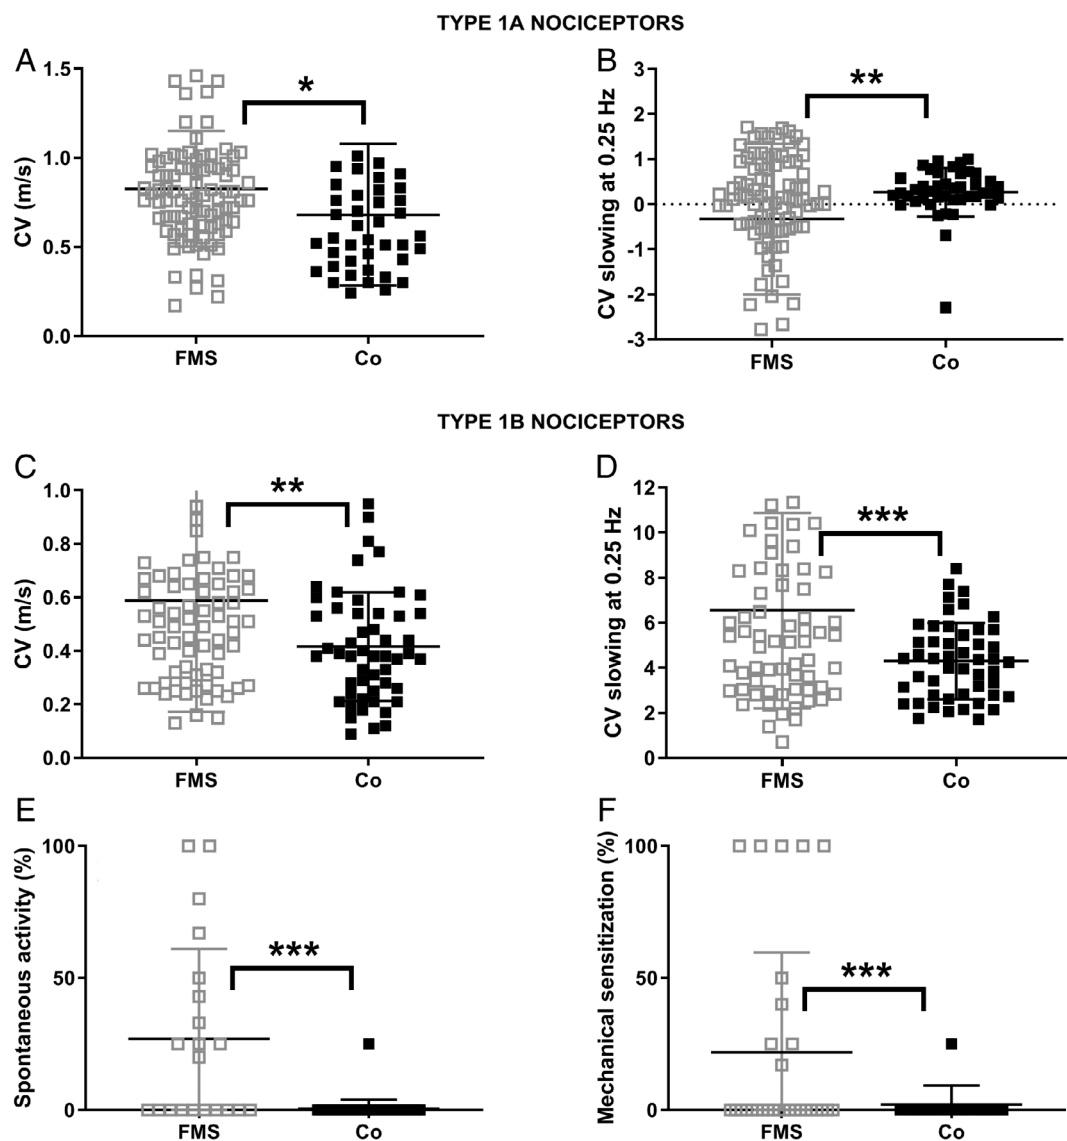 TYPE 1A NOCICEPTORS
A
CV (m/s)
1.5
1.0
0.5
0.0
*
FMS
Co
B
CV slowing at 0.25 Hz
3
2
1
0
-1
-2
-3
**
FMS
Co
TYPE 1B NOCICEPTORS
C
CV (m/s)
1.0
0.8
0.6
0.4
0.2
0.0
**
FMS
Co
D
CV slowing at 0.25 Hz
12
10
8
6
4
2
0
***
FMS
Co
E
Spontaneous activity (%)
100
50
0
***
FMS
Co
F
Mechanical sensitization (%)
100
50
0
***
FMS
Co